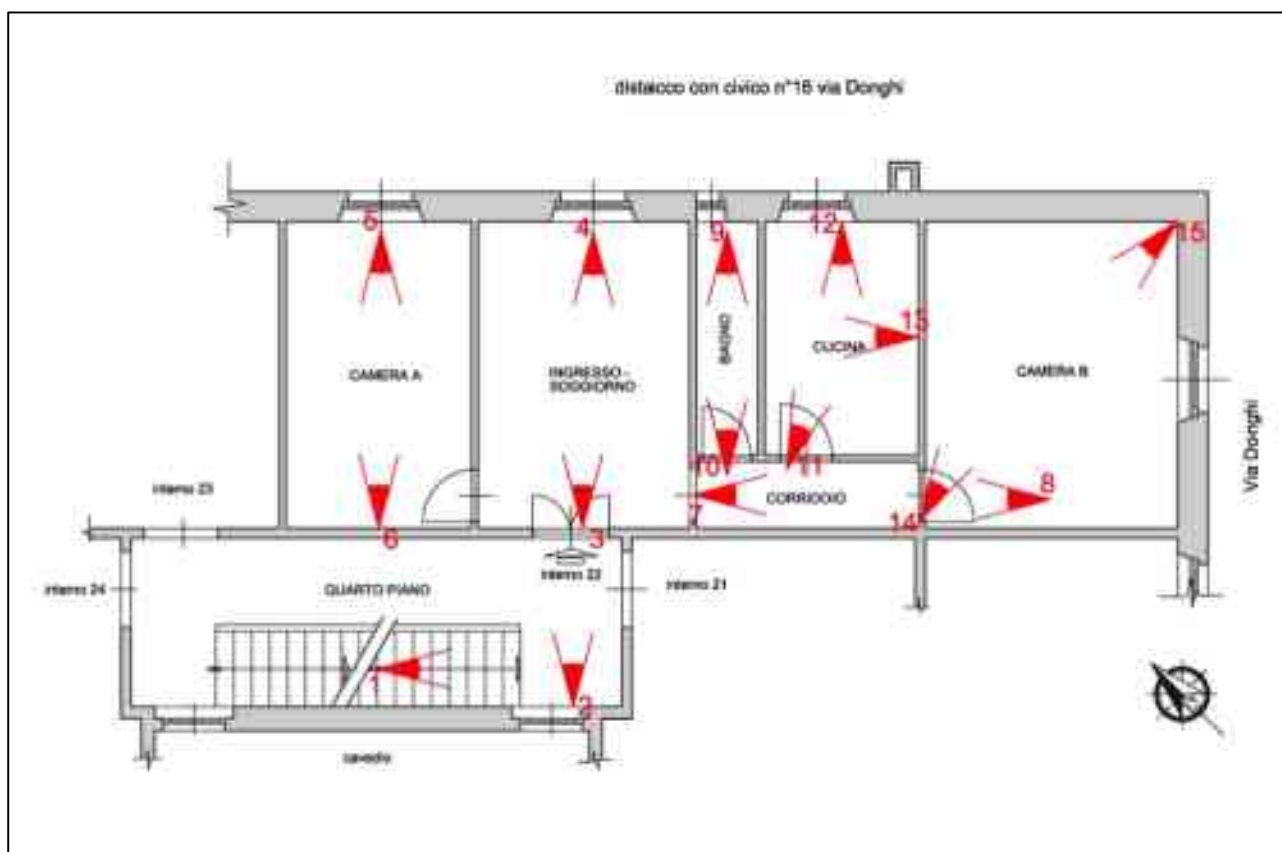 distacco con civico n°16 via Donghi
5
4
9
12
15
13
BAGNO
CUCINA
CAMERA A
INGRESSO -
SOGGIORNO
CAMERA B
Via Donghi
10
11
8
interno 23
CORRIDOIO
7
14
6
3
interno 22
interno 24
QUARTO PIANO
interno 21
1
2
cavedio